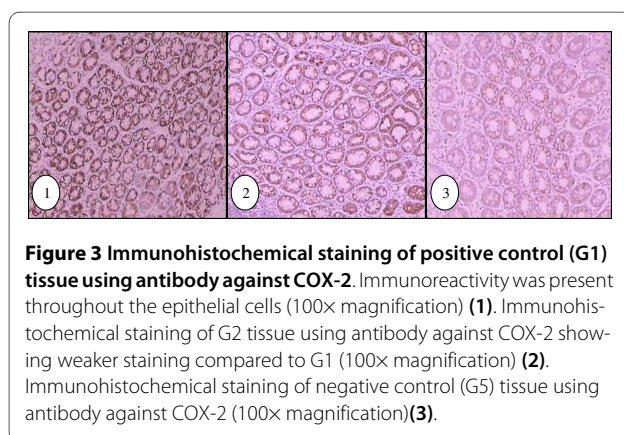 1
2
3
Figure 3 Immunohistochemical staining of positive control (G1)
tissue using antibody against COX-2. Immunoreactivity was present
throughout the epithelial cells (100× magnification) (1). Immunohis-
tochemical staining of G2 tissue using antibody against COX-2 show-
ing weaker staining compared to G1 (100× magnification) (2).
Immunohistochemical staining of negative control (G5) tissue using
antibody against COX-2 (100× magnification)(3).